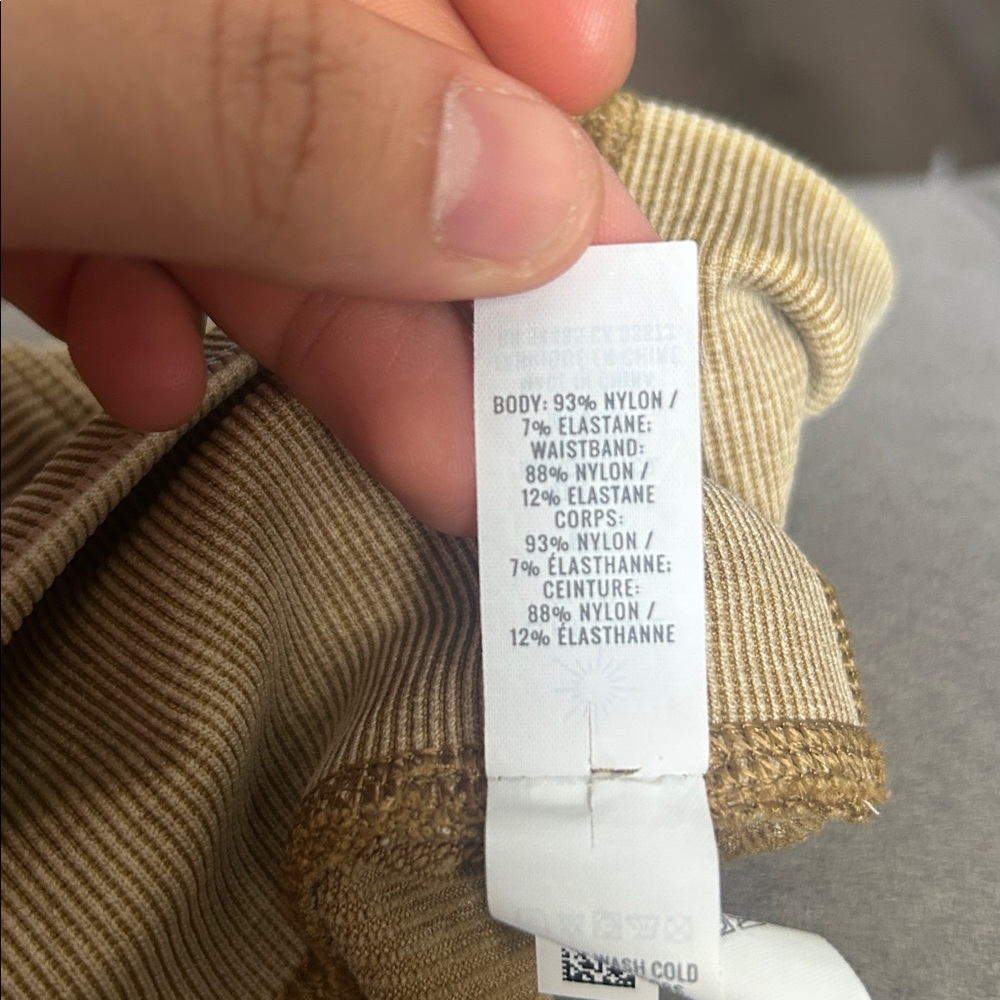 BODY: 93% NYLON /
7% ELASTANE;
WAISTBAND:
88% NYLON /
12% ELASTANE
CORPS:
93% NYLON /
7% ÉLASTHANNE;
CEINTURE:
88% NYLON /
12% ÉLASTHANNE
WASH COLD